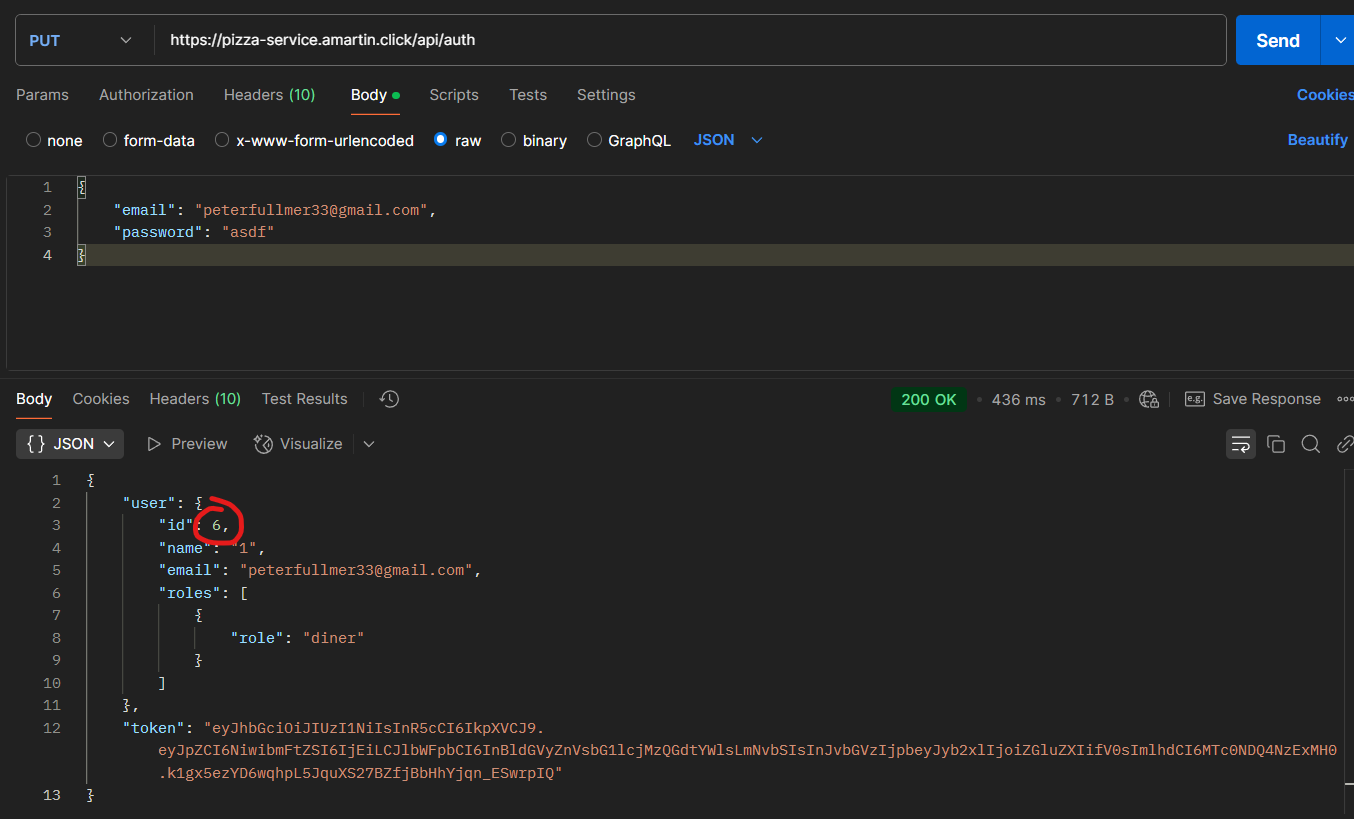 PUT https://pizza-service.amartin.click/api/auth Send
Params Authorization Headers (10) Body Scripts Tests Settings Cookies
none form-data x-www-form-urlencoded raw binary GraphQL JSON Beautify
1 {
2 "email": "peterfullmer33@gmail.com",
3 "password": "asdf"
4 }
Body Cookies Headers (10) Test Results 200 OK • 436 ms • 712 B • e.g. Save Response
{} JSON Preview Visualize
1 {
2 "user": {
3 "id": 6,
4 "name": "1",
5 "email": "peterfullmer33@gmail.com",
6 "roles": [
7 {
8 "role": "diner"
9 }
10 ]
11 },
12 "token": "eyJhbGciOiJIUzI1NiIsInR5cCI6IkpXVCJ9.
eyJpZCI6NiwibmFtZSI6IjEiLCJlbWFpbCI6InBldGVyZnVsbG1lcjMzQGdtYWlsLmNvbSIsInJvbGVzIjpbeyJyb2xlIjoiZGluZXIifV0sImlhdCI6MTc0NDQ4NzExMH0
.k1gx5ezYD6wqhpL5JquXS27BZfjBbHhYjqn_ESwrpIQ"
13 }